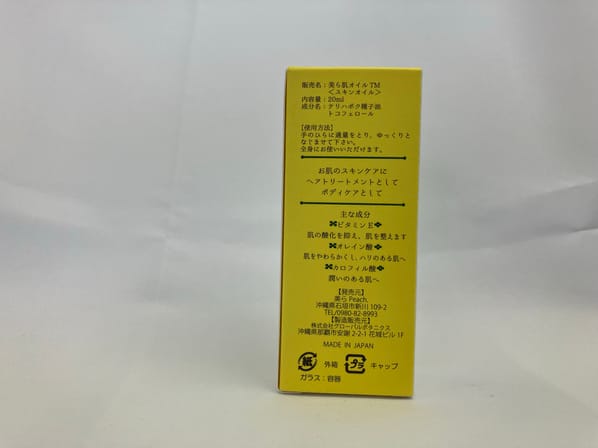 販売名：美ら肌オイルTM
＜スキンオイル＞
内容量：20ml
成分名：テリハボク種子油
トコフェロール
【使用方法】
手のひらに適量をとり、ゆっくりと
なじませて下さい。
全身にお使いいただけます。
お肌のスキンケアに
ヘアトリートメントとして
ボディケアとして
主な成分
ビタミンE
肌の酸化を抑え、肌を整えます
オレイン酸
肌をやわらかくし、ハリのある肌へ
カロフィル酸
潤いのある肌へ
【発売元】
美ら Peach.
沖縄県石垣市新川 109-2
TEL/0980-82-8993
【製造販売元】
株式会社グローバルボタニクス
沖縄県那覇市安謝 2-2-1 花城ビル 1F
MADE IN JAPAN
紙 外箱 プラ キャップ
ガラス：容器